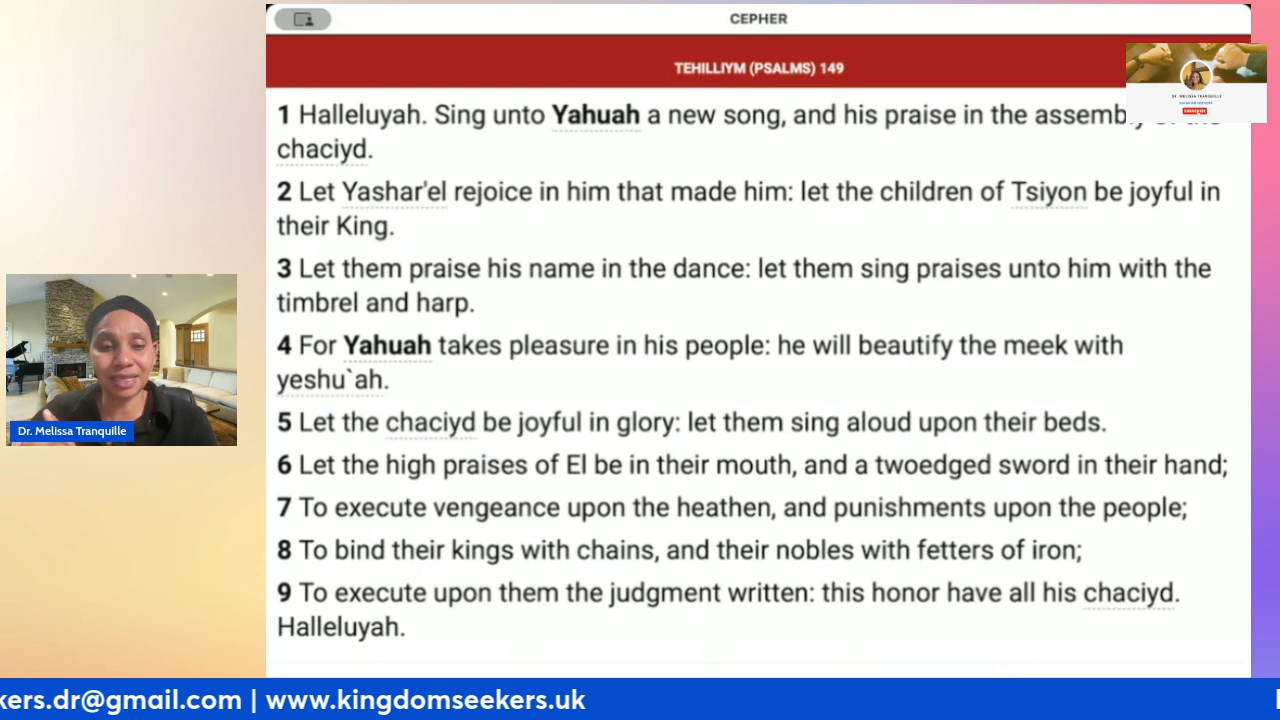 CEPHER
TEHILLIYM (PSALMS) 149
DR. MELISSA TRANQUILLE
KINGDOM SEEKERS
SUBSCRIBE
1 Halleluyah. Sing unto Yahuah a new song, and his praise in the
chaciyd.
2 Let Yashar'el rejoice in him that made him: let the children of Tsiyon be joyful in
their King.
3 Let them praise his name in the dance: let them sing praises unto him with the
timbrel and harp.
4 For Yahuah takes pleasure in his people: he will beautify the meek with
yeshu`ah.
5 Let the chaciyd be joyful in glory: let them sing aloud upon their beds.
6 Let the high praises of El be in their mouth, and a twoedged sword in their hand;
7 To execute vengeance upon the heathen, and punishments upon the people;
8 To bind their kings with chains, and their nobles with fetters of iron;
9 To execute upon them the judgment written: this honor have all his chaciyd.
Halleluyah.
Dr. Melissa Tranquille
kers.dr@gmail.com | www.kingdomseekers.uk